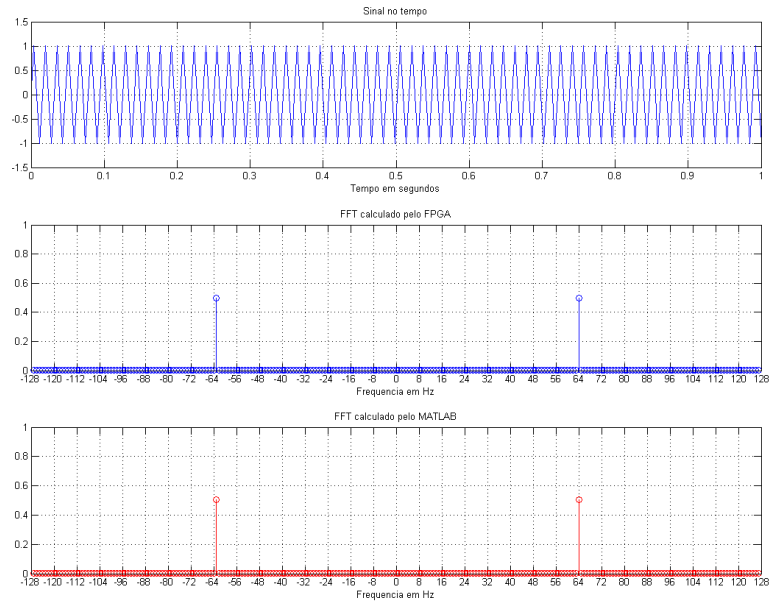 Sinal no tempo
1.5
1
0.5
0
-0.5
-1
-1.5
0 0.1 0.2 0.3 0.4 0.5 0.6 0.7 0.8 0.9 1
Tempo em segundos
FFT calculado pelo FPGA
1
0.8
0.6
0.4
0.2
0
-128 -120 -112 -104 -96 -88 -80 -72 -64 -56 -48 -40 -32 -24 -16 -8 0 8 16 24 32 40 48 56 64 72 80 88 96 104 112 120 128
Frequencia em Hz
FFT calculado pelo MATLAB
1
0.8
0.6
0.4
0.2
0
-128 -120 -112 -104 -96 -88 -80 -72 -64 -56 -48 -40 -32 -24 -16 -8 0 8 16 24 32 40 48 56 64 72 80 88 96 104 112 120 128
Frequencia em Hz